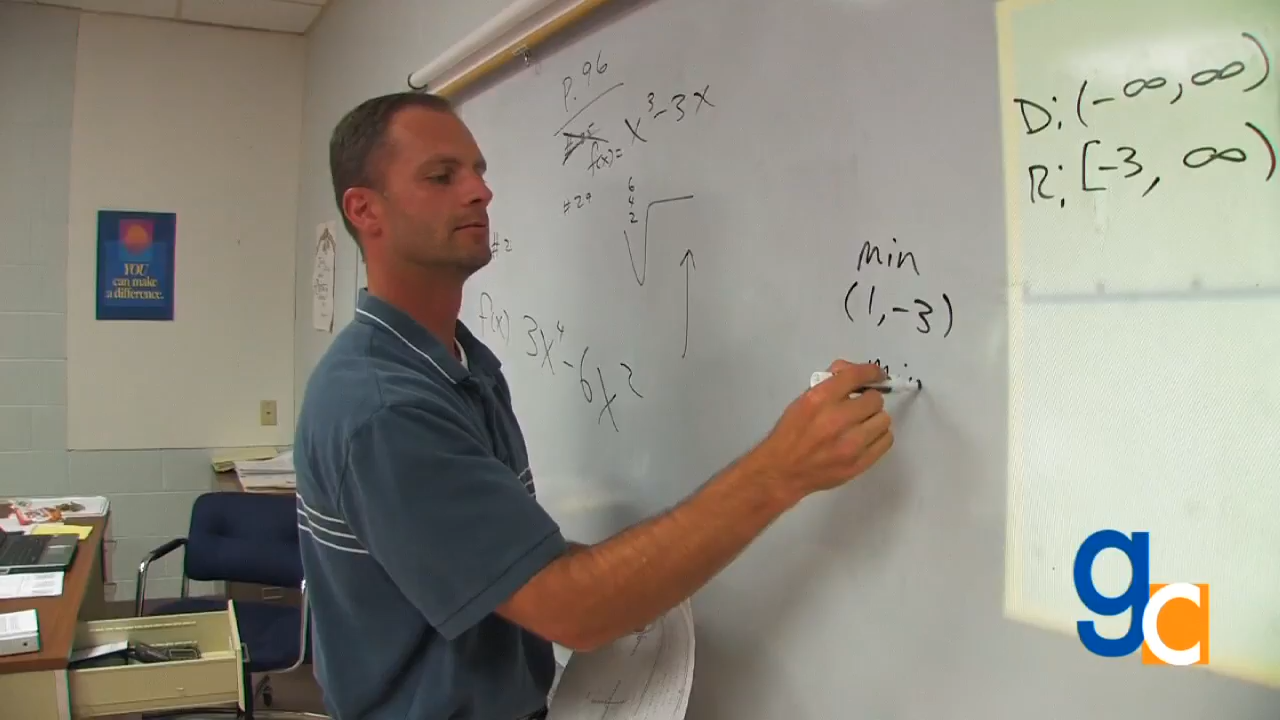 P. 96
f(x)= x³-3x
#29
6
4
2
#2
f(x) 3x⁴-6x²
min
(1,-3)
min
D: (-∞,∞)
R: [-3, ∞)
YOU
can make
a difference.
gc